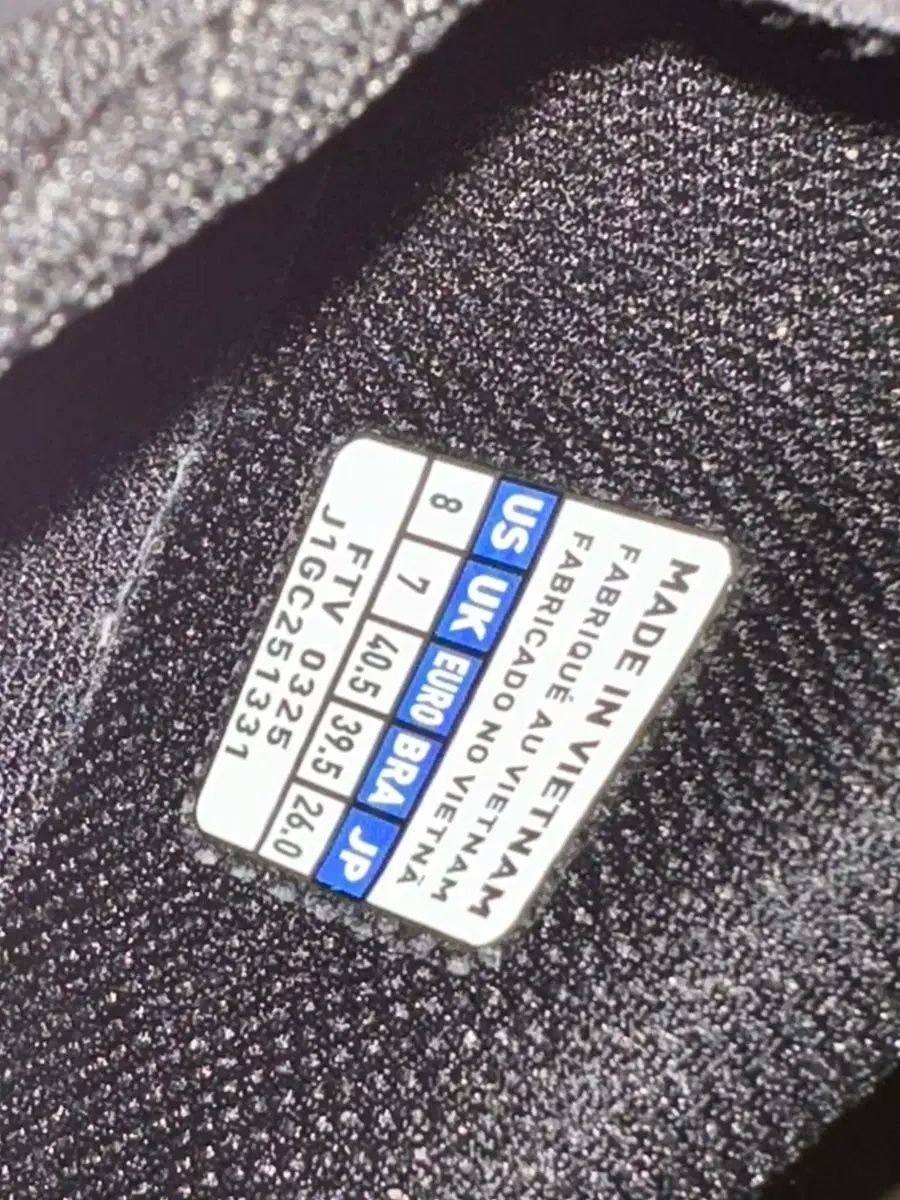 MADE IN VIETNAM
FABRIQUÉ AU VIETNAM
FABRICADO NO VIETNÃ
US UK EURO BRA JP
8 7 40.5 39.5 26.0
FTV 0325
J1GC25131